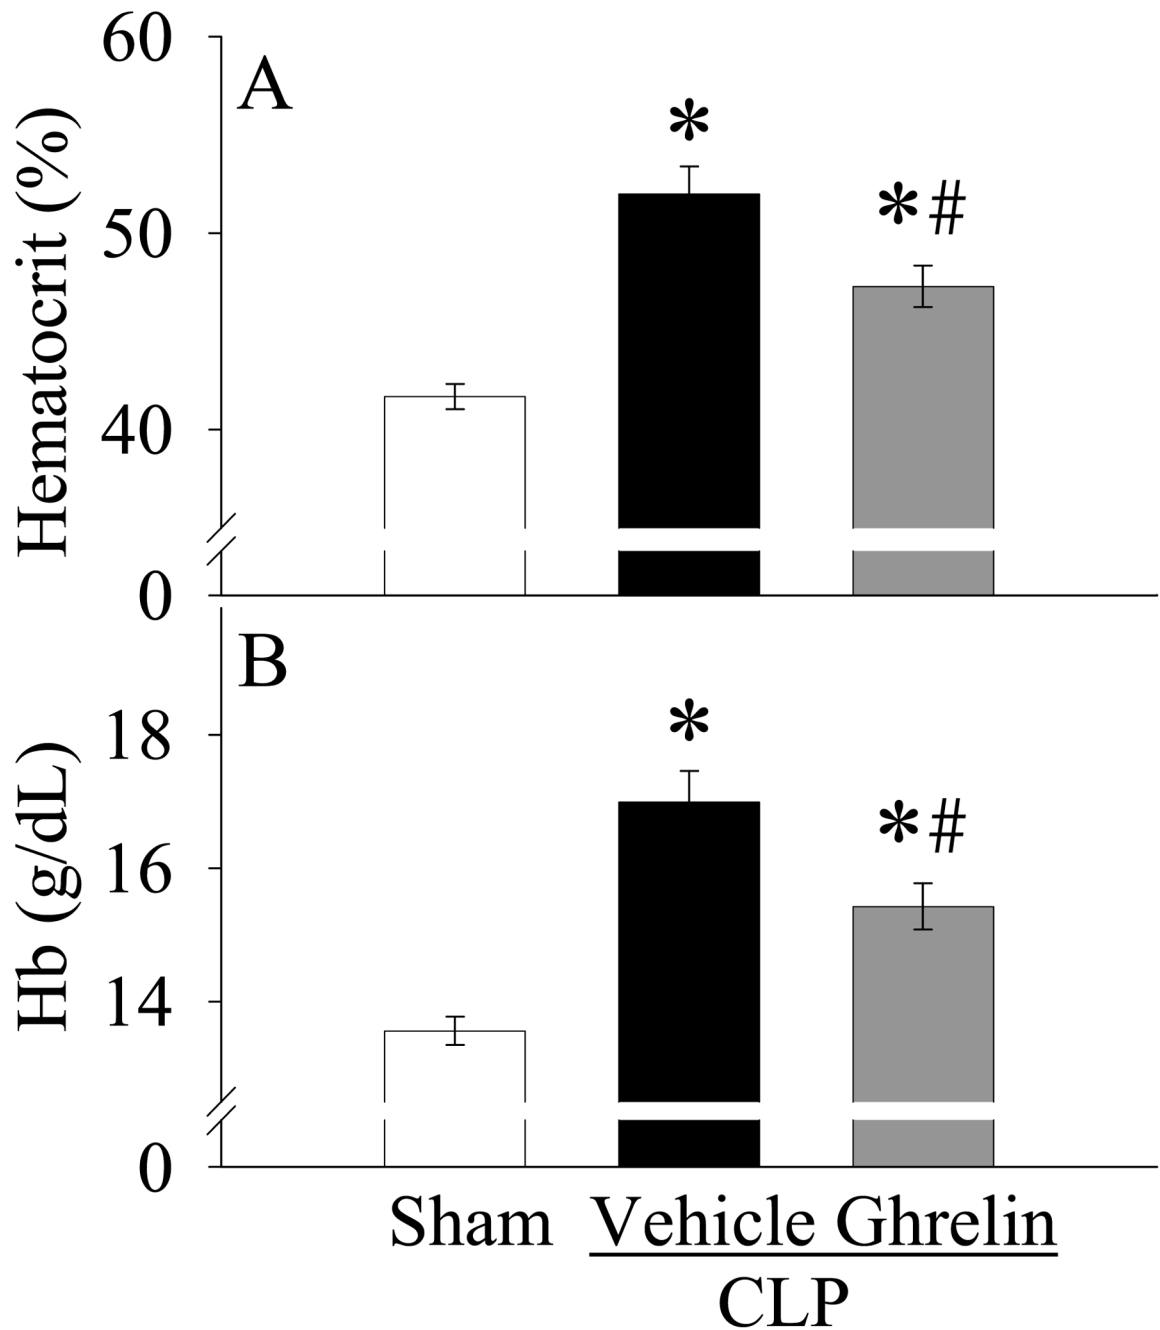 A
Hematocrit (%)
60
50
40
0
*
*#
B
Hb (g/dL)
18
16
14
0
*
*#
Sham Vehicle Ghrelin
CLP